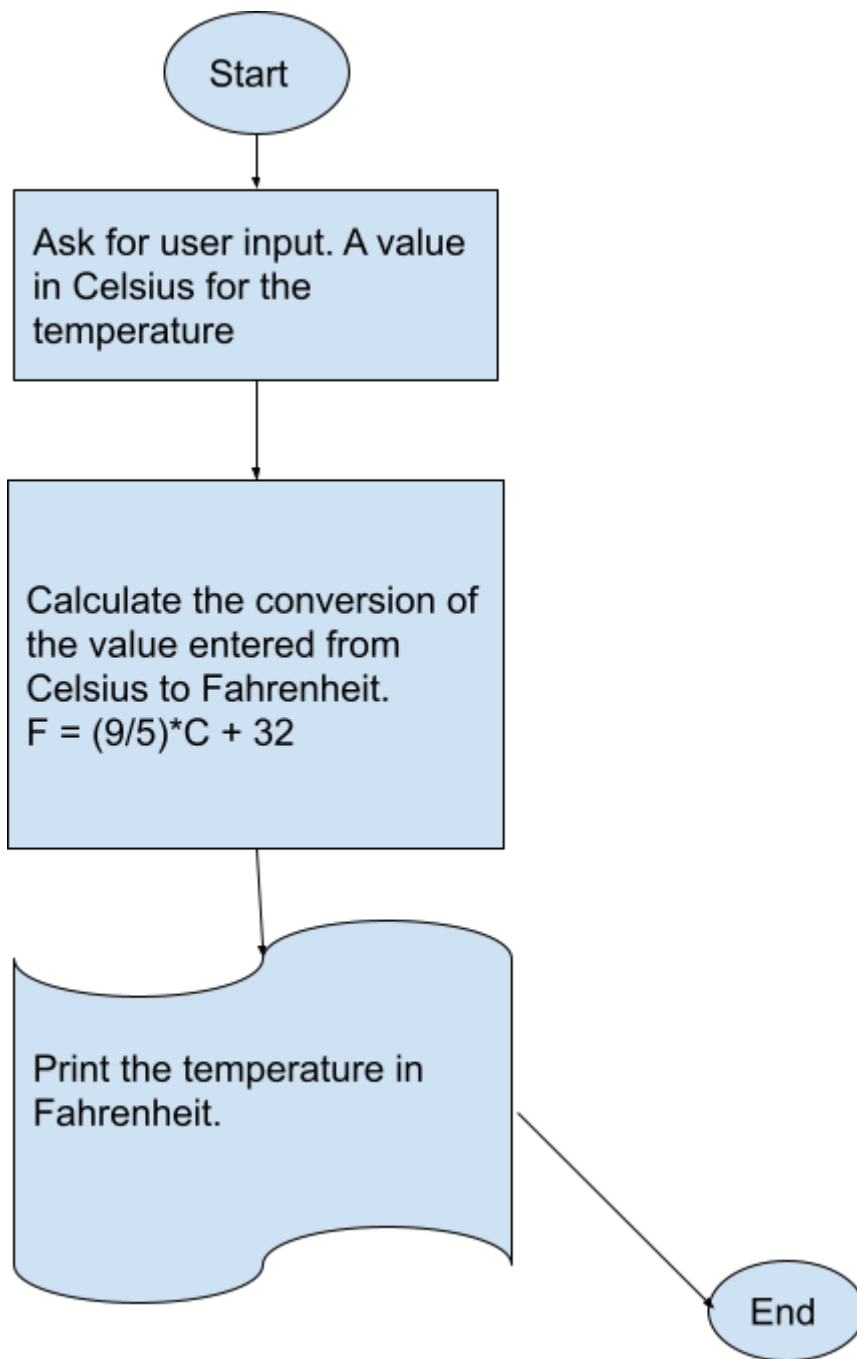 Start
Ask for user input. A value
in Celsius for the
temperature
Calculate the conversion of
the value entered from
Celsius to Fahrenheit.
F = (9/5)*C + 32
Print the temperature in
Fahrenheit.
End